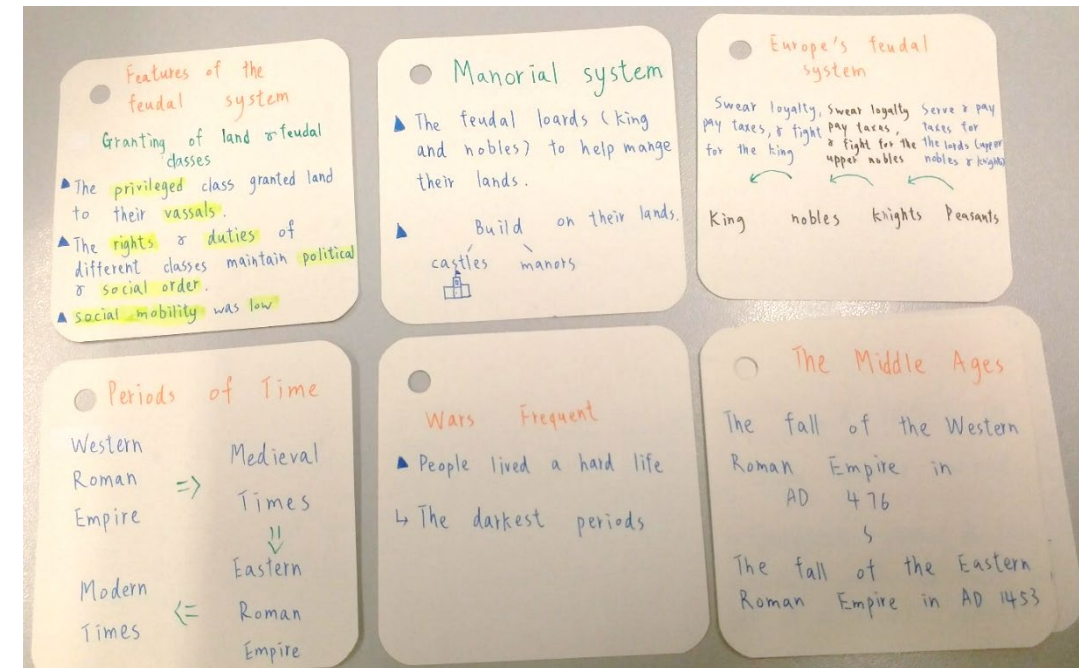 Features of the
feudal system
Granting of land & feudal
classes
▲ The privileged class granted land
to their vassals.
▲ The rights & duties of
different classes maintain political
& social order.
▲ social mobility was low
Manorial system
▲ The feudal loards (king
and nobles) to help mange
their lands.
▲ Build on their lands.
castles manors
Europe's feudal
system
Swear loyalty,
pay taxes, & fight
for the king
Swear loyalty
pay taxes,
& fight for the
upper nobles
Serve & pay
taxes for
the lords (upper
nobles & knights)
King nobles knights Peasants
Periods of Time
Western
Roman
Empire
=>
Medieval
Times
Eastern
Roman
Empire
<=
Modern
Times
Wars Frequent
▲ People lived a hard life
↳ The darkest periods
The Middle Ages
The fall of the Western
Roman Empire in
AD 476
The fall of the Eastern
Roman Empire in AD 1453